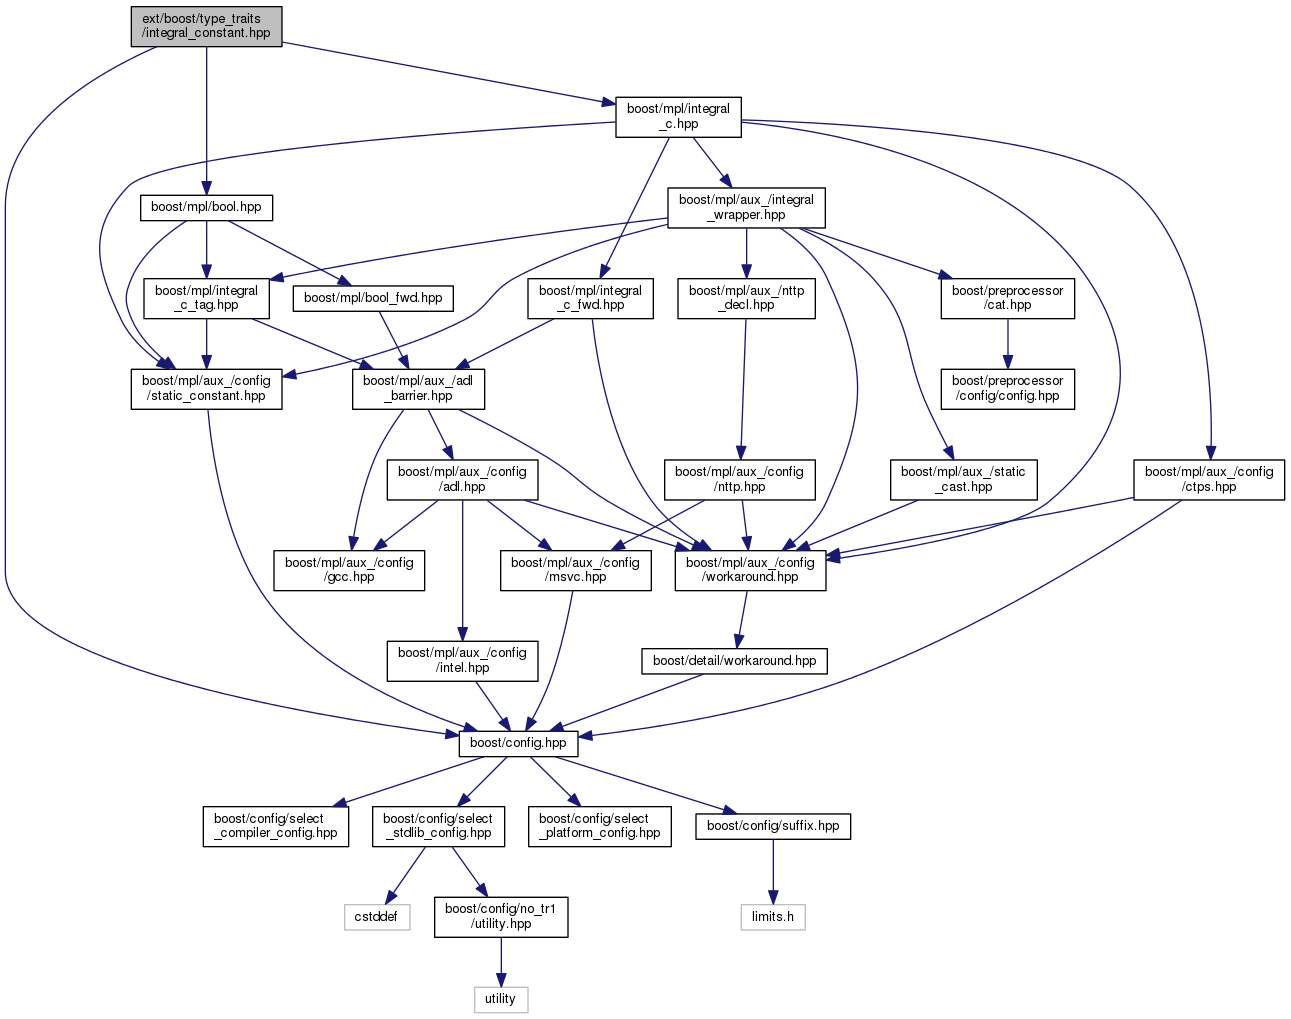 ext/boost/type_traits
/integral_constant.hpp
boost/mpl/integral
_c.hpp
boost/mpl/bool.hpp
boost/mpl/aux_/integral
_wrapper.hpp
boost/mpl/integral
_c_tag.hpp
boost/mpl/bool_fwd.hpp
boost/mpl/integral
_c_fwd.hpp
boost/mpl/aux_/nttp
_decl.hpp
boost/preprocessor
/cat.hpp
boost/mpl/aux_/config
/static_constant.hpp
boost/mpl/aux_/adl
_barrier.hpp
boost/preprocessor
/config/config.hpp
boost/mpl/aux_/config
/adl.hpp
boost/mpl/aux_/config
/nttp.hpp
boost/mpl/aux_/static
_cast.hpp
boost/mpl/aux_/config
/ctps.hpp
boost/mpl/aux_/config
/gcc.hpp
boost/mpl/aux_/config
/msvc.hpp
boost/mpl/aux_/config
/workaround.hpp
boost/mpl/aux_/config
/intel.hpp
boost/detail/workaround.hpp
boost/config.hpp
boost/config/select
_compiler_config.hpp
boost/config/select
_stdlib_config.hpp
boost/config/select
_platform_config.hpp
boost/config/suffix.hpp
cstddef
boost/config/no_tr1
/utility.hpp
limits.h
utility